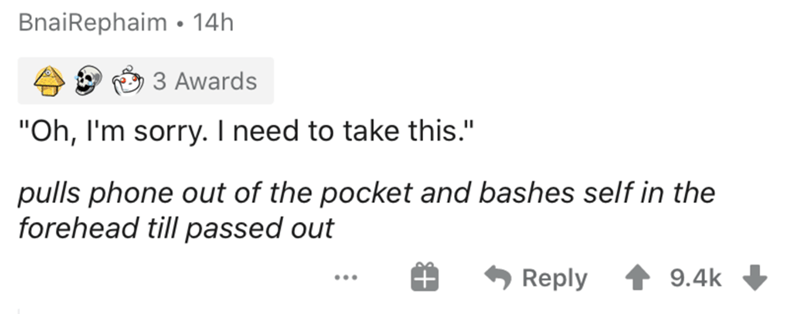 BnaiRephaim • 14h
3 Awards
"Oh, I'm sorry. I need to take this."
pulls phone out of the pocket and bashes self in the
forehead till passed out
... Reply 9.4k